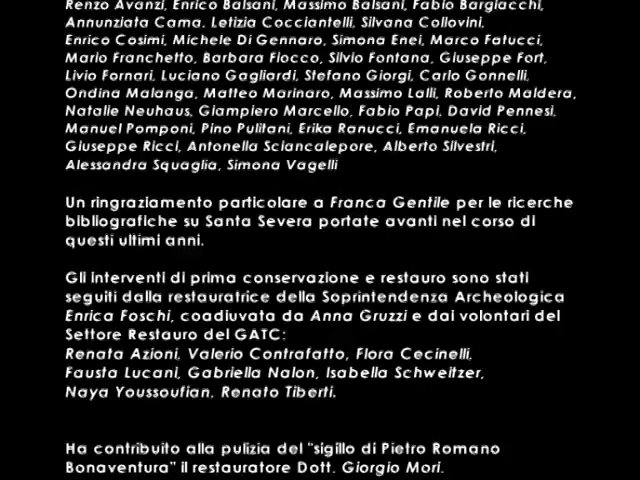 Renzo Avanzi, Enrico Balsani, Massimo Balsani, Fabio Bargiacchi,
Annunziata Cama. Letizia Cocciantelli, Silvana Collovini,
Enrico Cosimi, Michele Di Gennaro, Simona Enei, Marco Fatucci,
Mario Franchetto, Barbara Fiocco, Silvio Fontana, Giuseppe Fort,
Livio Fornari, Luciano Gagliardi, Stefano Giorgi, Carlo Gonnelli,
Ondina Malanga, Matteo Marinaro, Massimo Lalli, Roberto Maldera,
Natalie Neuhaus, Giampiero Marcello, Fabio Papi, David Pennesi,
Manuel Pomponi, Pino Pulitani, Erika Ranucci, Emanuela Ricci,
Giuseppe Ricci, Antonella Sciancalepore, Alberto Silvestri,
Alessandra Squaglia, Simona Vagelli
Un ringraziamento particolare a Franca Gentile per le ricerche
bibliografiche su Santa Severa portate avanti nel corso di
questi ultimi anni.
Gli interventi di prima conservazione e restauro sono stati
seguiti dalla restauratrice della Soprintendenza Archeologica
Enrica Foschi, coadiuvata da Anna Gruzzi e dai volontari del
Settore Restauro del GATC:
Renata Azioni, Valerio Contrafatto, Flora Cecinelli,
Fausta Lucani, Gabriella Nalon, Isabella Schweitzer,
Naya Youssoufian, Renato Tiberti.
Ha contribuito alla pulizia del "sigillo di Pietro Romano
Bonaventura" il restauratore Dott. Giorgio Mori.